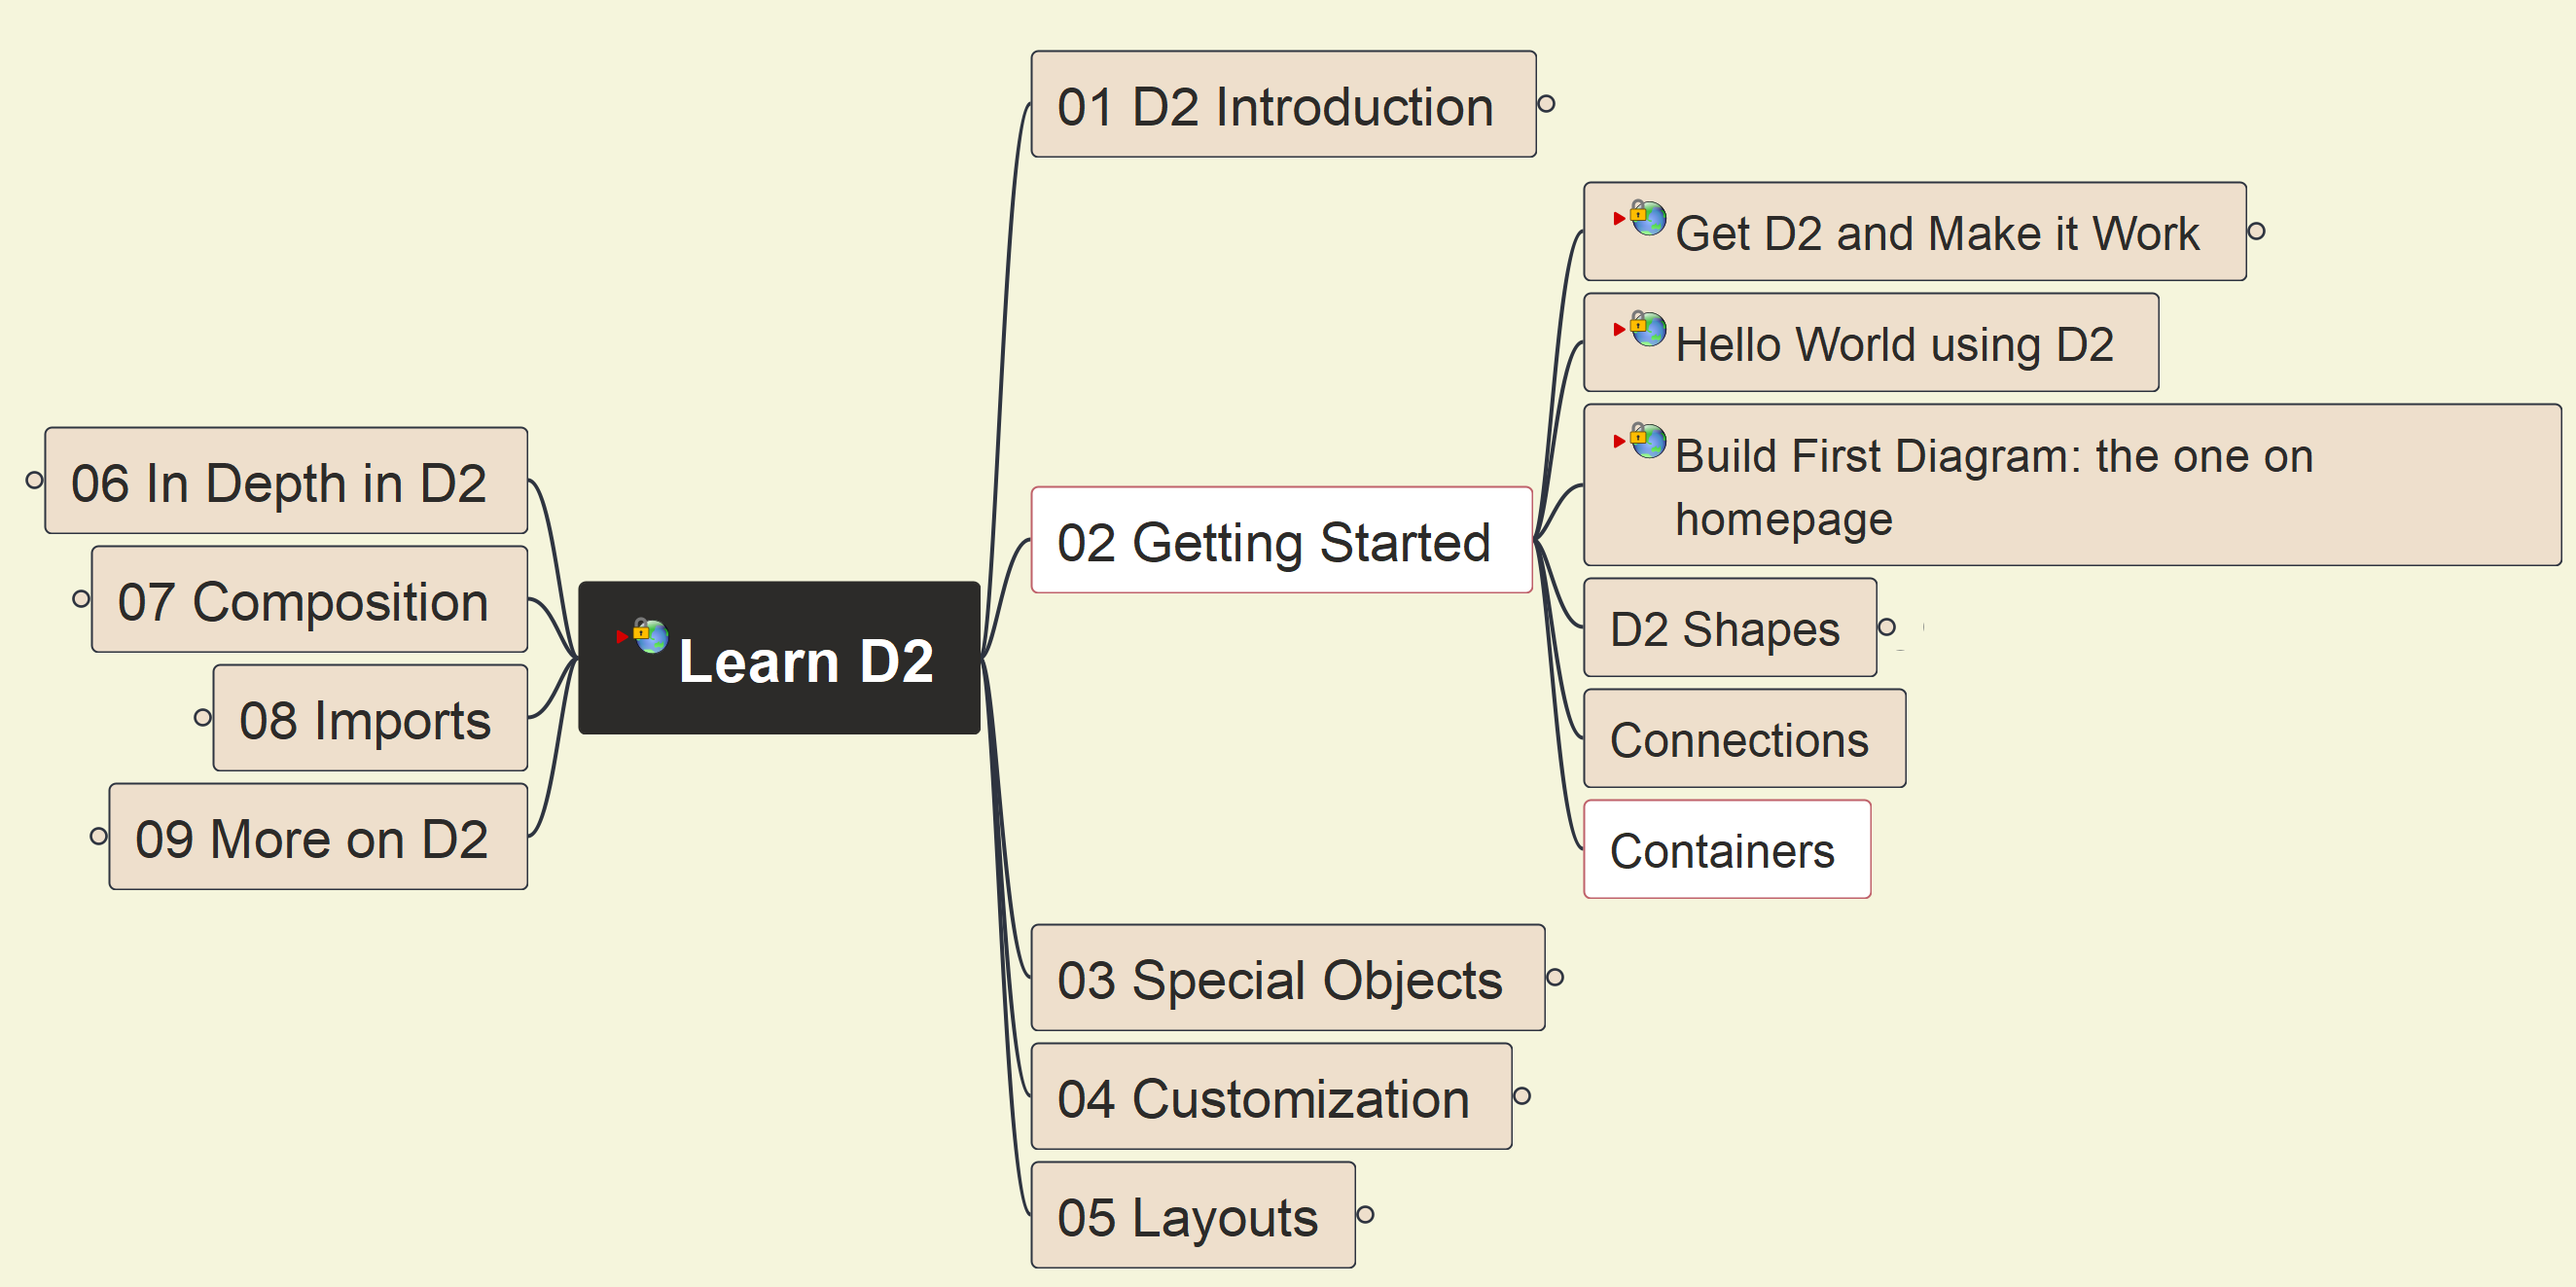 01 D2 Introduction
Get D2 and Make it Work
Hello World using D2
Build First Diagram: the one on
homepage
06 In Depth in D2
02 Getting Started
07 Composition
D2 Shapes
Learn D2
08 Imports
Connections
09 More on D2
Containers
03 Special Objects
04 Customization
05 Layouts